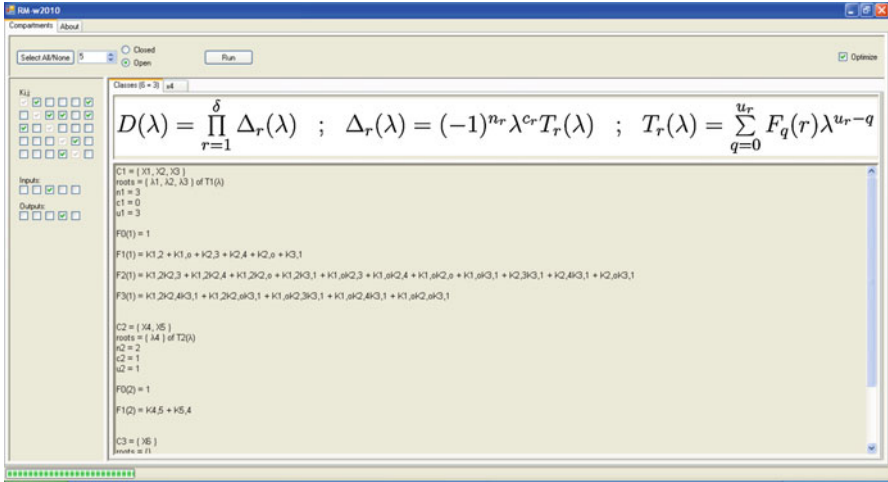 RM-w2010
Compartments About
Select All/None 5 Closed
Open
Run
Optimize
Ki,j
Inputs:
Outputs:
Classes (6 + 3) x4
D(λ) = ∏_{r=1}^{δ} Δ_r(λ) ; Δ_r(λ) = (−1)^{n_r} λ^{c_r} T_r(λ) ; T_r(λ) = ∑_{q=0}^{u_r} F_q(r)λ^{u_r−q}
C1 = { X1, X2, X3 }
roots = { λ1, λ2, λ3 } of T1(λ)
n1 = 3
c1 = 0
u1 = 3
F0(1) = 1
F1(1) = K1,2 + K1,o + K2,3 + K2,4 + K2,o + K3,1
F2(1) = K1,2K2,3 + K1,2K2,4 + K1,2K2,o + K1,2K3,1 + K1,oK2,3 + K1,oK2,4 + K1,oK2,o + K1,oK3,1 + K2,3K3,1 + K2,4K3,1 + K2,oK3,1
F3(1) = K1,2K2,4K3,1 + K1,2K2,oK3,1 + K1,oK2,3K3,1 + K1,oK2,4K3,1 + K1,oK2,oK3,1
C2 = { X4, X5 }
roots = { λ4 } of T2(λ)
n2 = 2
c2 = 1
u2 = 1
F0(2) = 1
F1(2) = K4,5 + K5,4
C3 = { X6 }
roots = {}